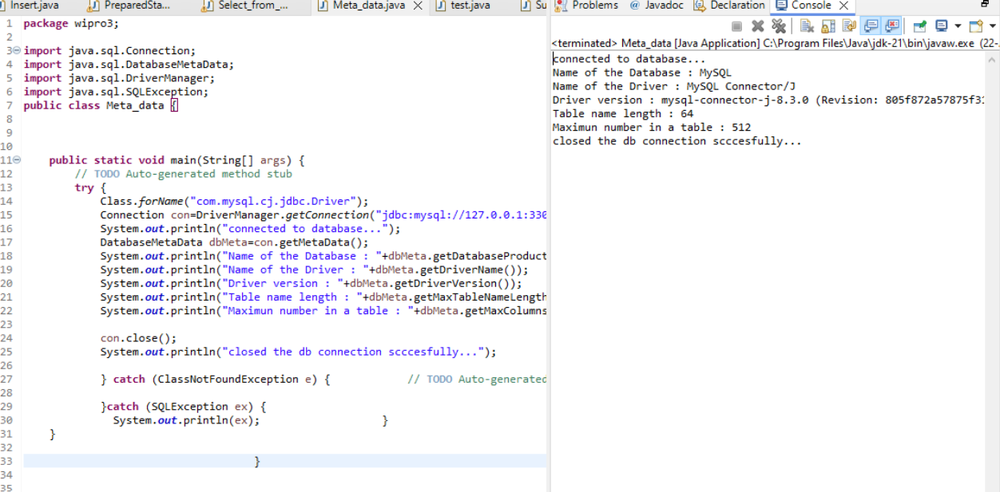 Insert.java PreparedSta... Select_from_... Meta_data.java test.java Su
Problems @ Javadoc Declaration Console
1 package wipro3;
2
3 import java.sql.Connection;
4 import java.sql.DatabaseMetaData;
5 import java.sql.DriverManager;
6 import java.sql.SQLException;
7 public class Meta_data {
8
9
10
11 public static void main(String[] args) {
12 // TODO Auto-generated method stub
13 try {
14 Class.forName("com.mysql.cj.jdbc.Driver");
15 Connection con=DriverManager.getConnection("jdbc:mysql://127.0.0.1:330
16 System.out.println("connected to database...");
17 DatabaseMetaData dbMeta=con.getMetaData();
18 System.out.println("Name of the Database : "+dbMeta.getDatabaseProduct
19 System.out.println("Name of the Driver : "+dbMeta.getDriverName());
20 System.out.println("Driver version : "+dbMeta.getDriverVersion());
21 System.out.println("Table name length : "+dbMeta.getMaxTableNameLength
22 System.out.println("Maximun number in a table : "+dbMeta.getMaxColumns
23
24 con.close();
25 System.out.println("closed the db connection scccesfully...");
26
27 } catch (ClassNotFoundException e) { // TODO Auto-generated
28
29 }catch (SQLException ex) {
30 System.out.println(ex); }
31 }
32
33 }
34
35
<terminated> Meta_data [Java Application] C:\Program Files\Java\jdk-21\bin\javaw.exe (22-
connected to database...
Name of the Database : MySQL
Name of the Driver : MySQL Connector/J
Driver version : mysql-connector-j-8.3.0 (Revision: 805f872a57875f31
Table name length : 64
Maximun number in a table : 512
closed the db connection scccesfully...